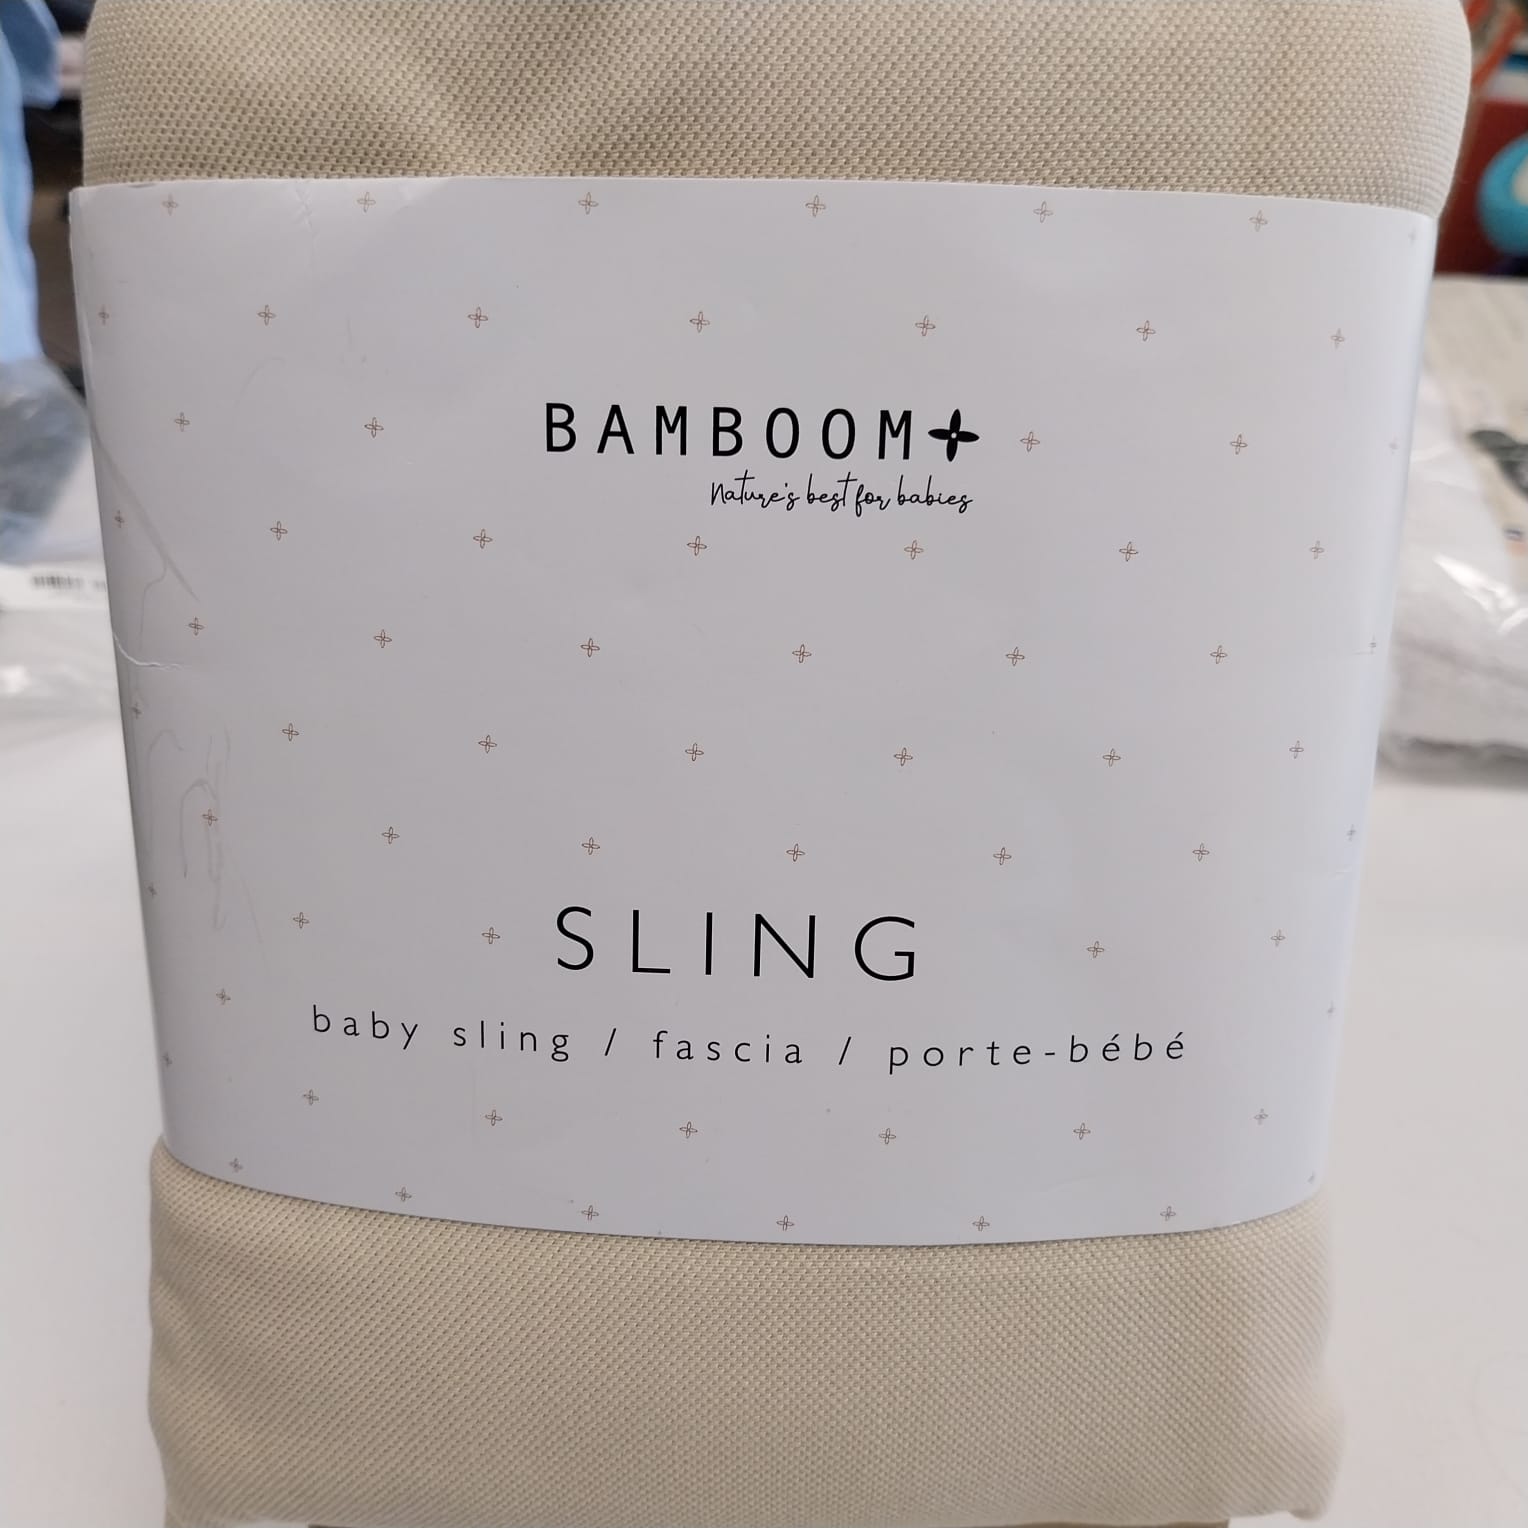 BAMBOOM
nature's best for babies
SLING
baby sling / fascia / porte-bébé